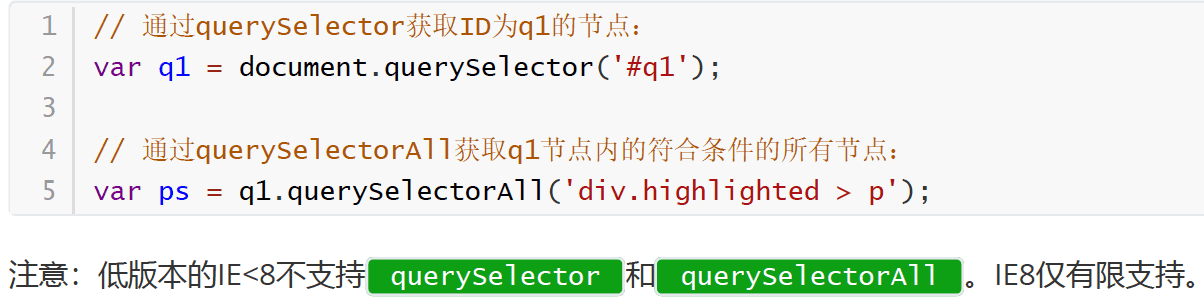 1 // 通过querySelector获取ID为q1的节点：
2 var q1 = document.querySelector('#q1');
3
4 // 通过querySelectorAll获取q1节点内的符合条件的所有节点：
5 var ps = q1.querySelectorAll('div.highlighted > p');
注意：低版本的IE<8不支持 querySelector 和 querySelectorAll 。IE8仅有限支持。